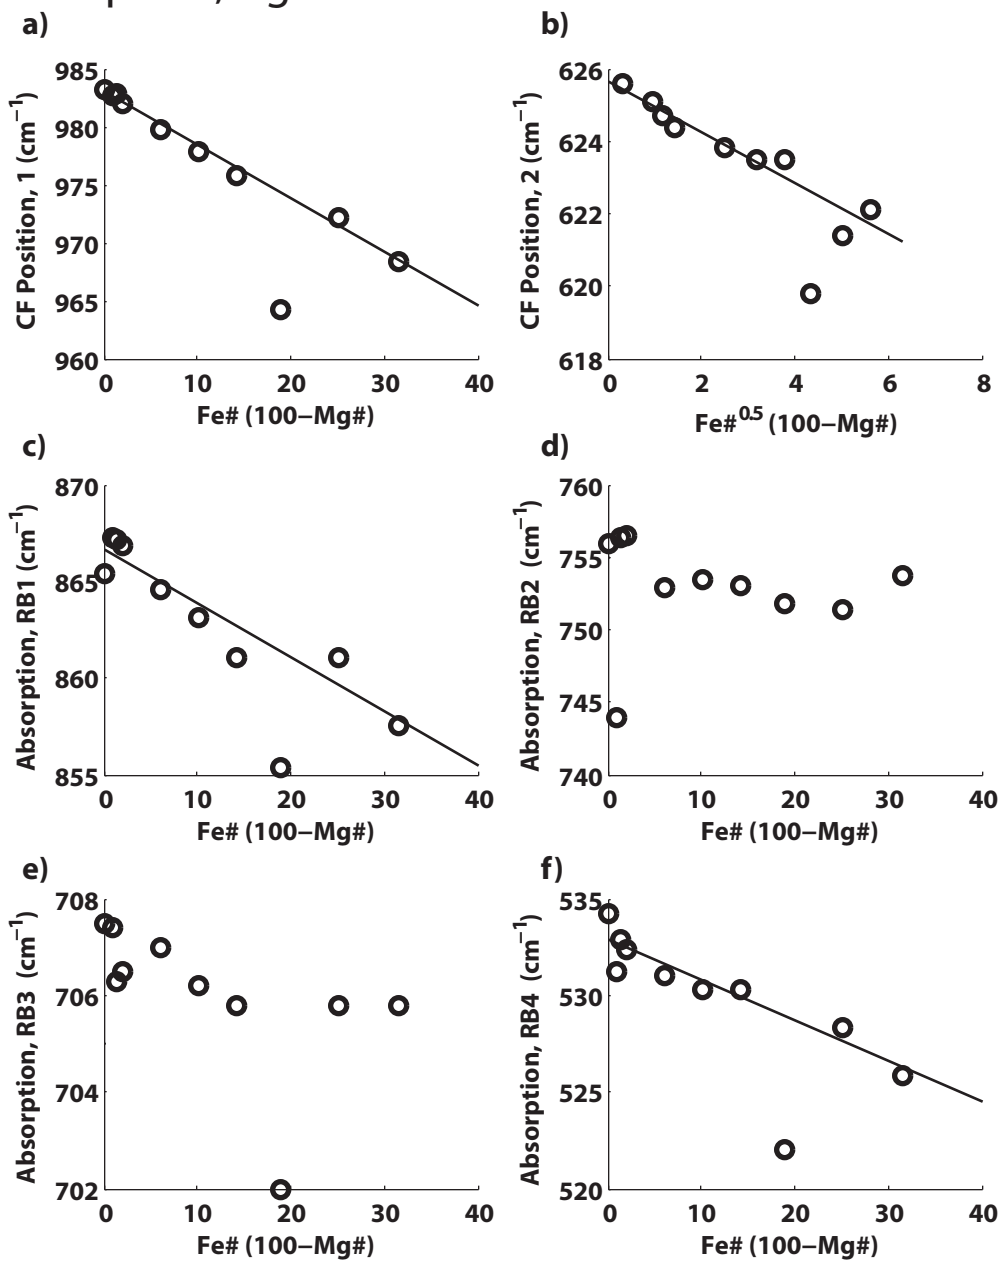 a)
985
980
975
970
965
960
CF Position, 1 (cm⁻¹)
0 10 20 30 40
Fe# (100−Mg#)
b)
626
624
622
620
618
CF Position, 2 (cm⁻¹)
0 2 4 6 8
Fe#⁰·⁵ (100−Mg#)
c)
870
865
860
855
Absorption, RB1 (cm⁻¹)
0 10 20 30 40
Fe# (100−Mg#)
d)
760
755
750
745
740
Absorption, RB2 (cm⁻¹)
0 10 20 30 40
Fe# (100−Mg#)
e)
708
706
704
702
Absorption, RB3 (cm⁻¹)
0 10 20 30 40
Fe# (100−Mg#)
f)
535
530
525
520
Absorption, RB4 (cm⁻¹)
0 10 20 30 40
Fe# (100−Mg#)